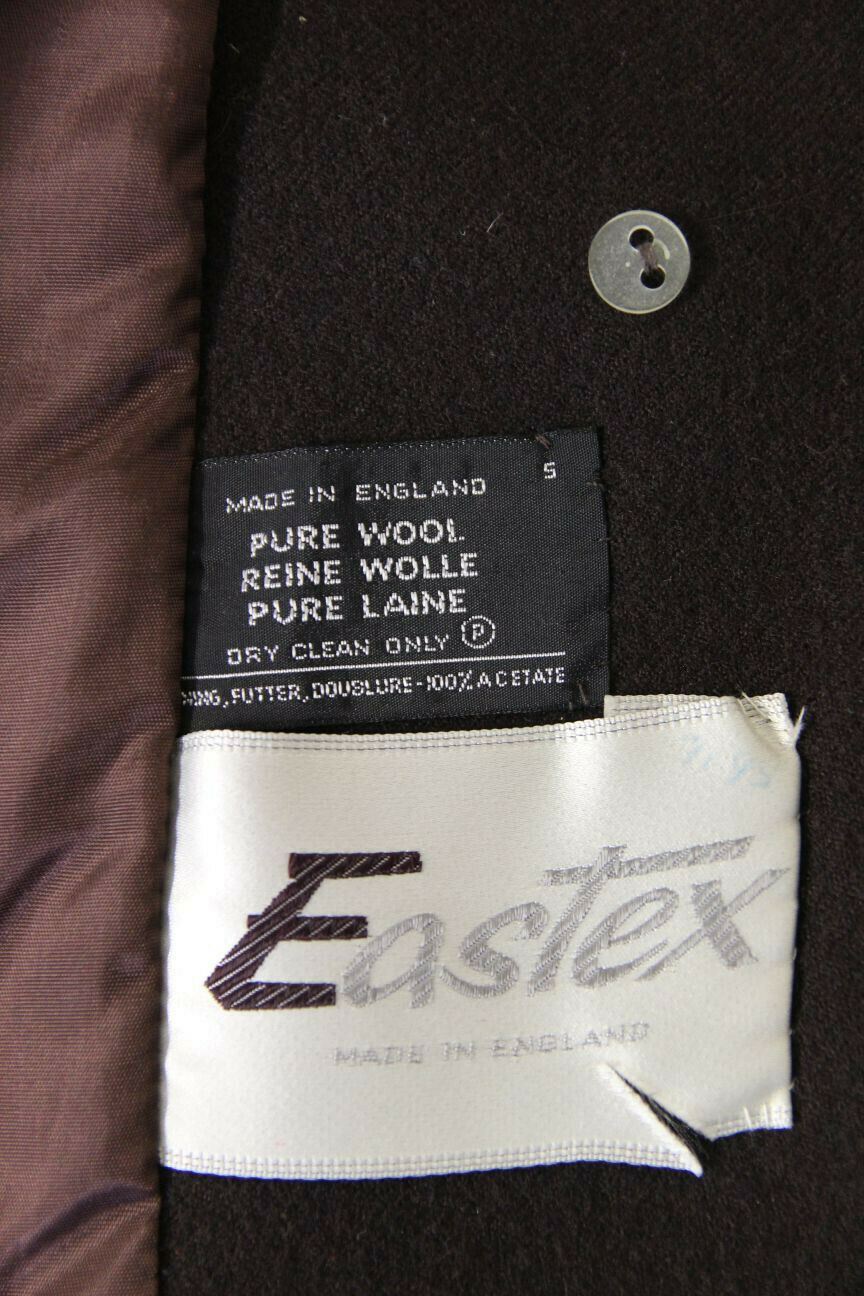 MADE IN ENGLAND S
PURE WOOL
REINE WOLLE
PURE LAINE
DRY CLEAN ONLY Ⓟ
NING, FUTTER, DOUBLURE-100% ACETATE
Eastex
MADE IN ENGLAND